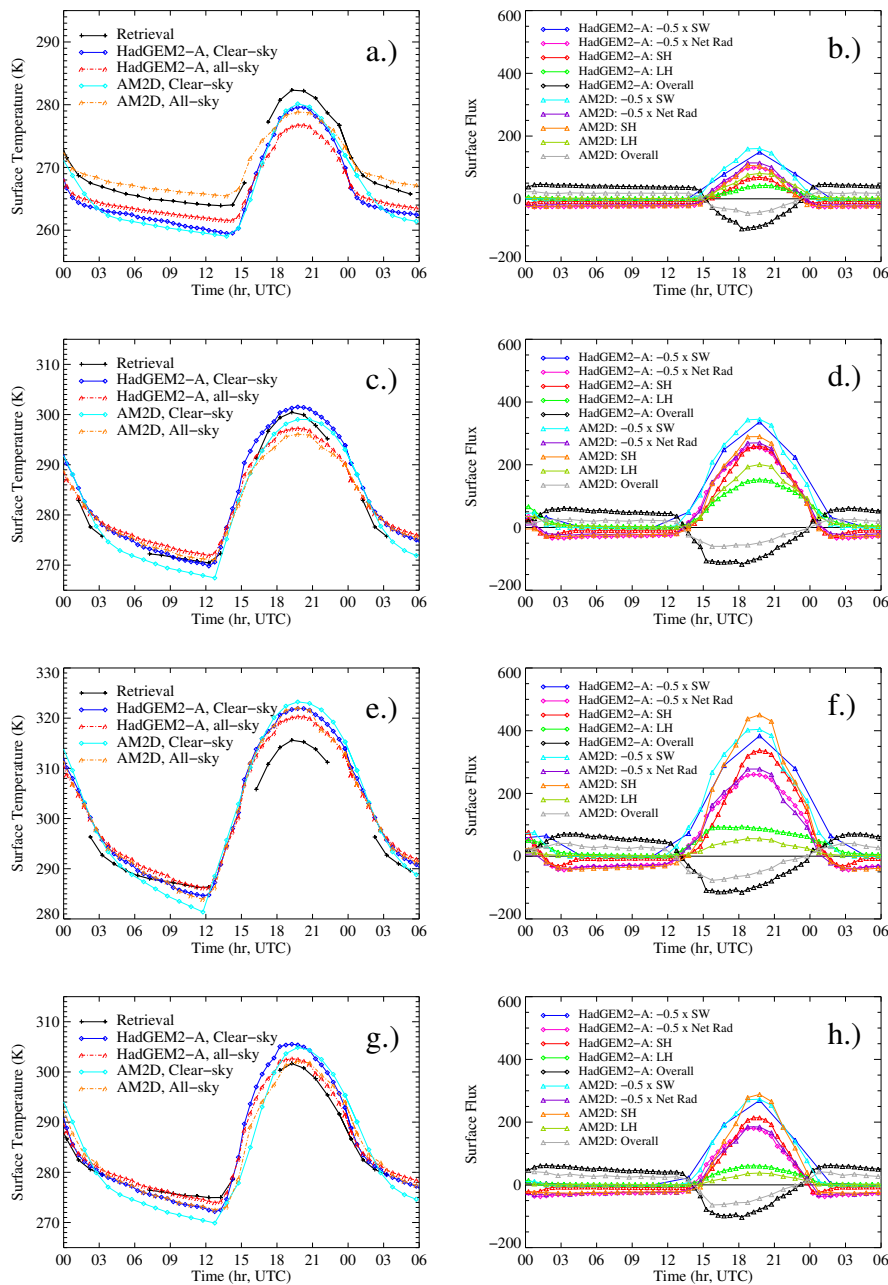 a.)
Retrieval
HadGEM2−A, Clear−sky
HadGEM2−A, all−sky
AM2D, Clear−sky
AM2D, All−sky
290
280
270
260
Surface Temperature (K)
00 03 06 09 12 15 18 21 00 03 06
Time (hr, UTC)
b.)
HadGEM2−A: −0.5 x SW
HadGEM2−A: −0.5 x Net Rad
HadGEM2−A: SH
HadGEM2−A: LH
HadGEM2−A: Overall
AM2D: −0.5 x SW
AM2D: −0.5 x Net Rad
AM2D: SH
AM2D: LH
AM2D: Overall
600
400
200
0
−200
Surface Flux
00 03 06 09 12 15 18 21 00 03 06
Time (hr, UTC)
c.)
Retrieval
HadGEM2−A, Clear−sky
HadGEM2−A, all−sky
AM2D, Clear−sky
AM2D, All−sky
310
300
290
280
270
Surface Temperature (K)
00 03 06 09 12 15 18 21 00 03 06
Time (hr, UTC)
d.)
HadGEM2−A: −0.5 x SW
HadGEM2−A: −0.5 x Net Rad
HadGEM2−A: SH
HadGEM2−A: LH
HadGEM2−A: Overall
AM2D: −0.5 x SW
AM2D: −0.5 x Net Rad
AM2D: SH
AM2D: LH
AM2D: Overall
600
400
200
0
−200
Surface Flux
00 03 06 09 12 15 18 21 00 03 06
Time (hr, UTC)
e.)
Retrieval
HadGEM2−A, Clear−sky
HadGEM2−A, all−sky
AM2D, Clear−sky
AM2D, All−sky
330
320
310
300
290
280
Surface Temperature (K)
00 03 06 09 12 15 18 21 00 03 06
Time (hr, UTC)
f.)
HadGEM2−A: −0.5 x SW
HadGEM2−A: −0.5 x Net Rad
HadGEM2−A: SH
HadGEM2−A: LH
HadGEM2−A: Overall
AM2D: −0.5 x SW
AM2D: −0.5 x Net Rad
AM2D: SH
AM2D: LH
AM2D: Overall
600
400
200
0
−200
Surface Flux
00 03 06 09 12 15 18 21 00 03 06
Time (hr, UTC)
g.)
Retrieval
HadGEM2−A, Clear−sky
HadGEM2−A, all−sky
AM2D, Clear−sky
AM2D, All−sky
310
300
290
280
270
Surface Temperature (K)
00 03 06 09 12 15 18 21 00 03 06
Time (hr, UTC)
h.)
HadGEM2−A: −0.5 x SW
HadGEM2−A: −0.5 x Net Rad
HadGEM2−A: SH
HadGEM2−A: LH
HadGEM2−A: Overall
AM2D: −0.5 x SW
AM2D: −0.5 x Net Rad
AM2D: SH
AM2D: LH
AM2D: Overall
600
400
200
0
−200
Surface Flux
00 03 06 09 12 15 18 21 00 03 06
Time (hr, UTC)